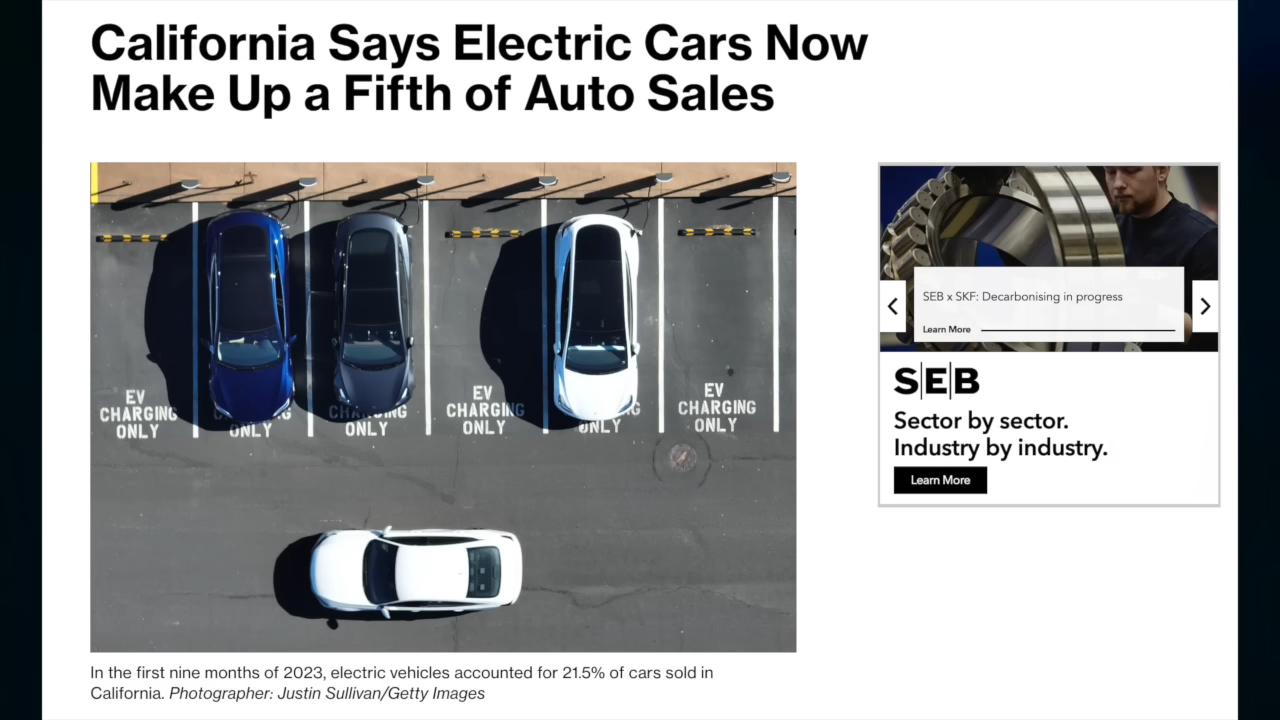 California Says Electric Cars Now
Make Up a Fifth of Auto Sales
EV
CHARGING
ONLY
CHARGING
ONLY
CHARGING
ONLY
EV
CHARGING
ONLY
ONLY
EV
CHARGING
ONLY
In the first nine months of 2023, electric vehicles accounted for 21.5% of cars sold in
California. Photographer: Justin Sullivan/Getty Images
SEB x SKF: Decarbonising in progress
Learn More
SEB
Sector by sector.
Industry by industry.
Learn More